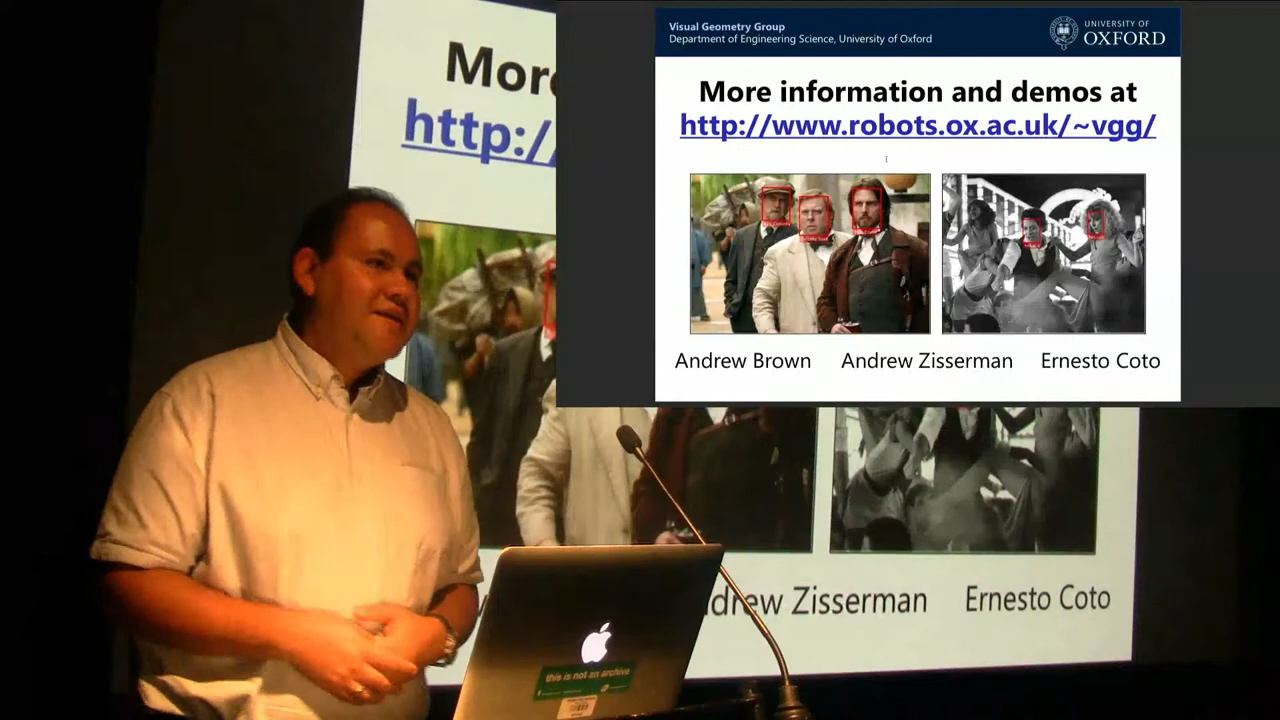 Visual Geometry Group
Department of Engineering Science, University of Oxford
UNIVERSITY OF
OXFORD
More information and demos at
http://www.robots.ox.ac.uk/~vgg/
Andrew Brown Andrew Zisserman Ernesto Coto
More
http:/
drew Zisserman Ernesto Coto
this is not an archive